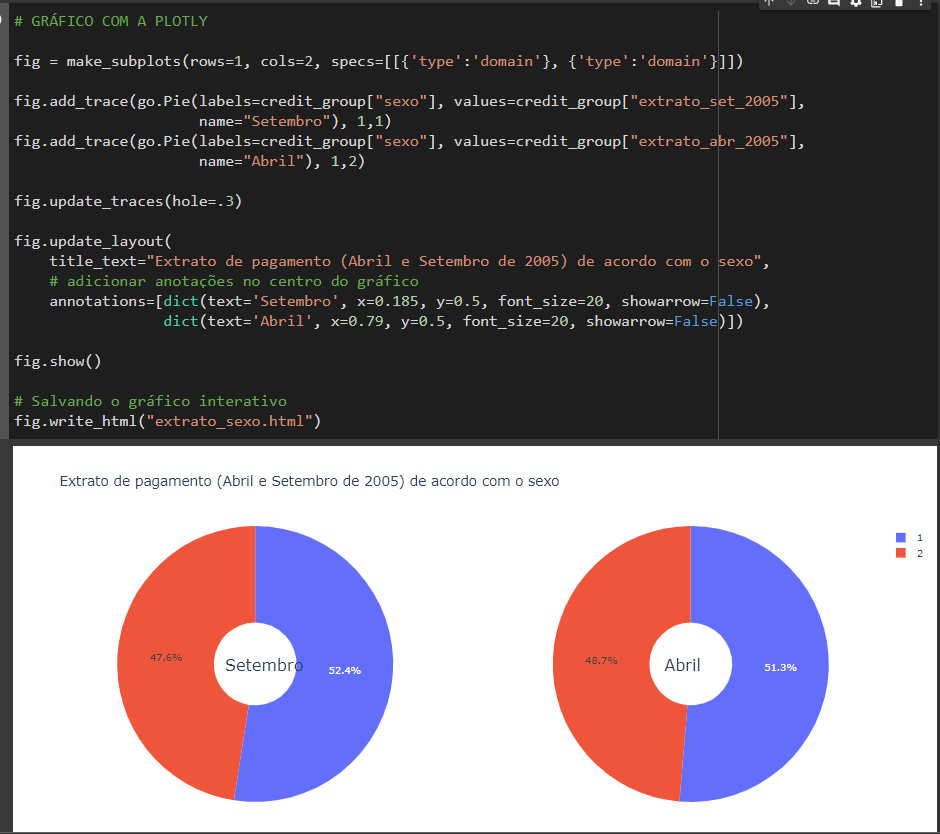 # GRÁFICO COM A PLOTLY
fig = make_subplots(rows=1, cols=2, specs=[[{'type':'domain'}, {'type':'domain'}]])
fig.add_trace(go.Pie(labels=credit_group["sexo"], values=credit_group["extrato_set_2005"],
name="Setembro"), 1,1)
fig.add_trace(go.Pie(labels=credit_group["sexo"], values=credit_group["extrato_abr_2005"],
name="Abril"), 1,2)
fig.update_traces(hole=.3)
fig.update_layout(
title_text="Extrato de pagamento (Abril e Setembro de 2005) de acordo com o sexo",
# adicionar anotações no centro do gráfico
annotations=[dict(text='Setembro', x=0.185, y=0.5, font_size=20, showarrow=False),
dict(text='Abril', x=0.79, y=0.5, font_size=20, showarrow=False)])
fig.show()
# Salvando o gráfico interativo
fig.write_html("extrato_sexo.html")
Extrato de pagamento (Abril e Setembro de 2005) de acordo com o sexo
1
2
47.6%
Setembro
52.4%
48.7%
Abril
51.3%